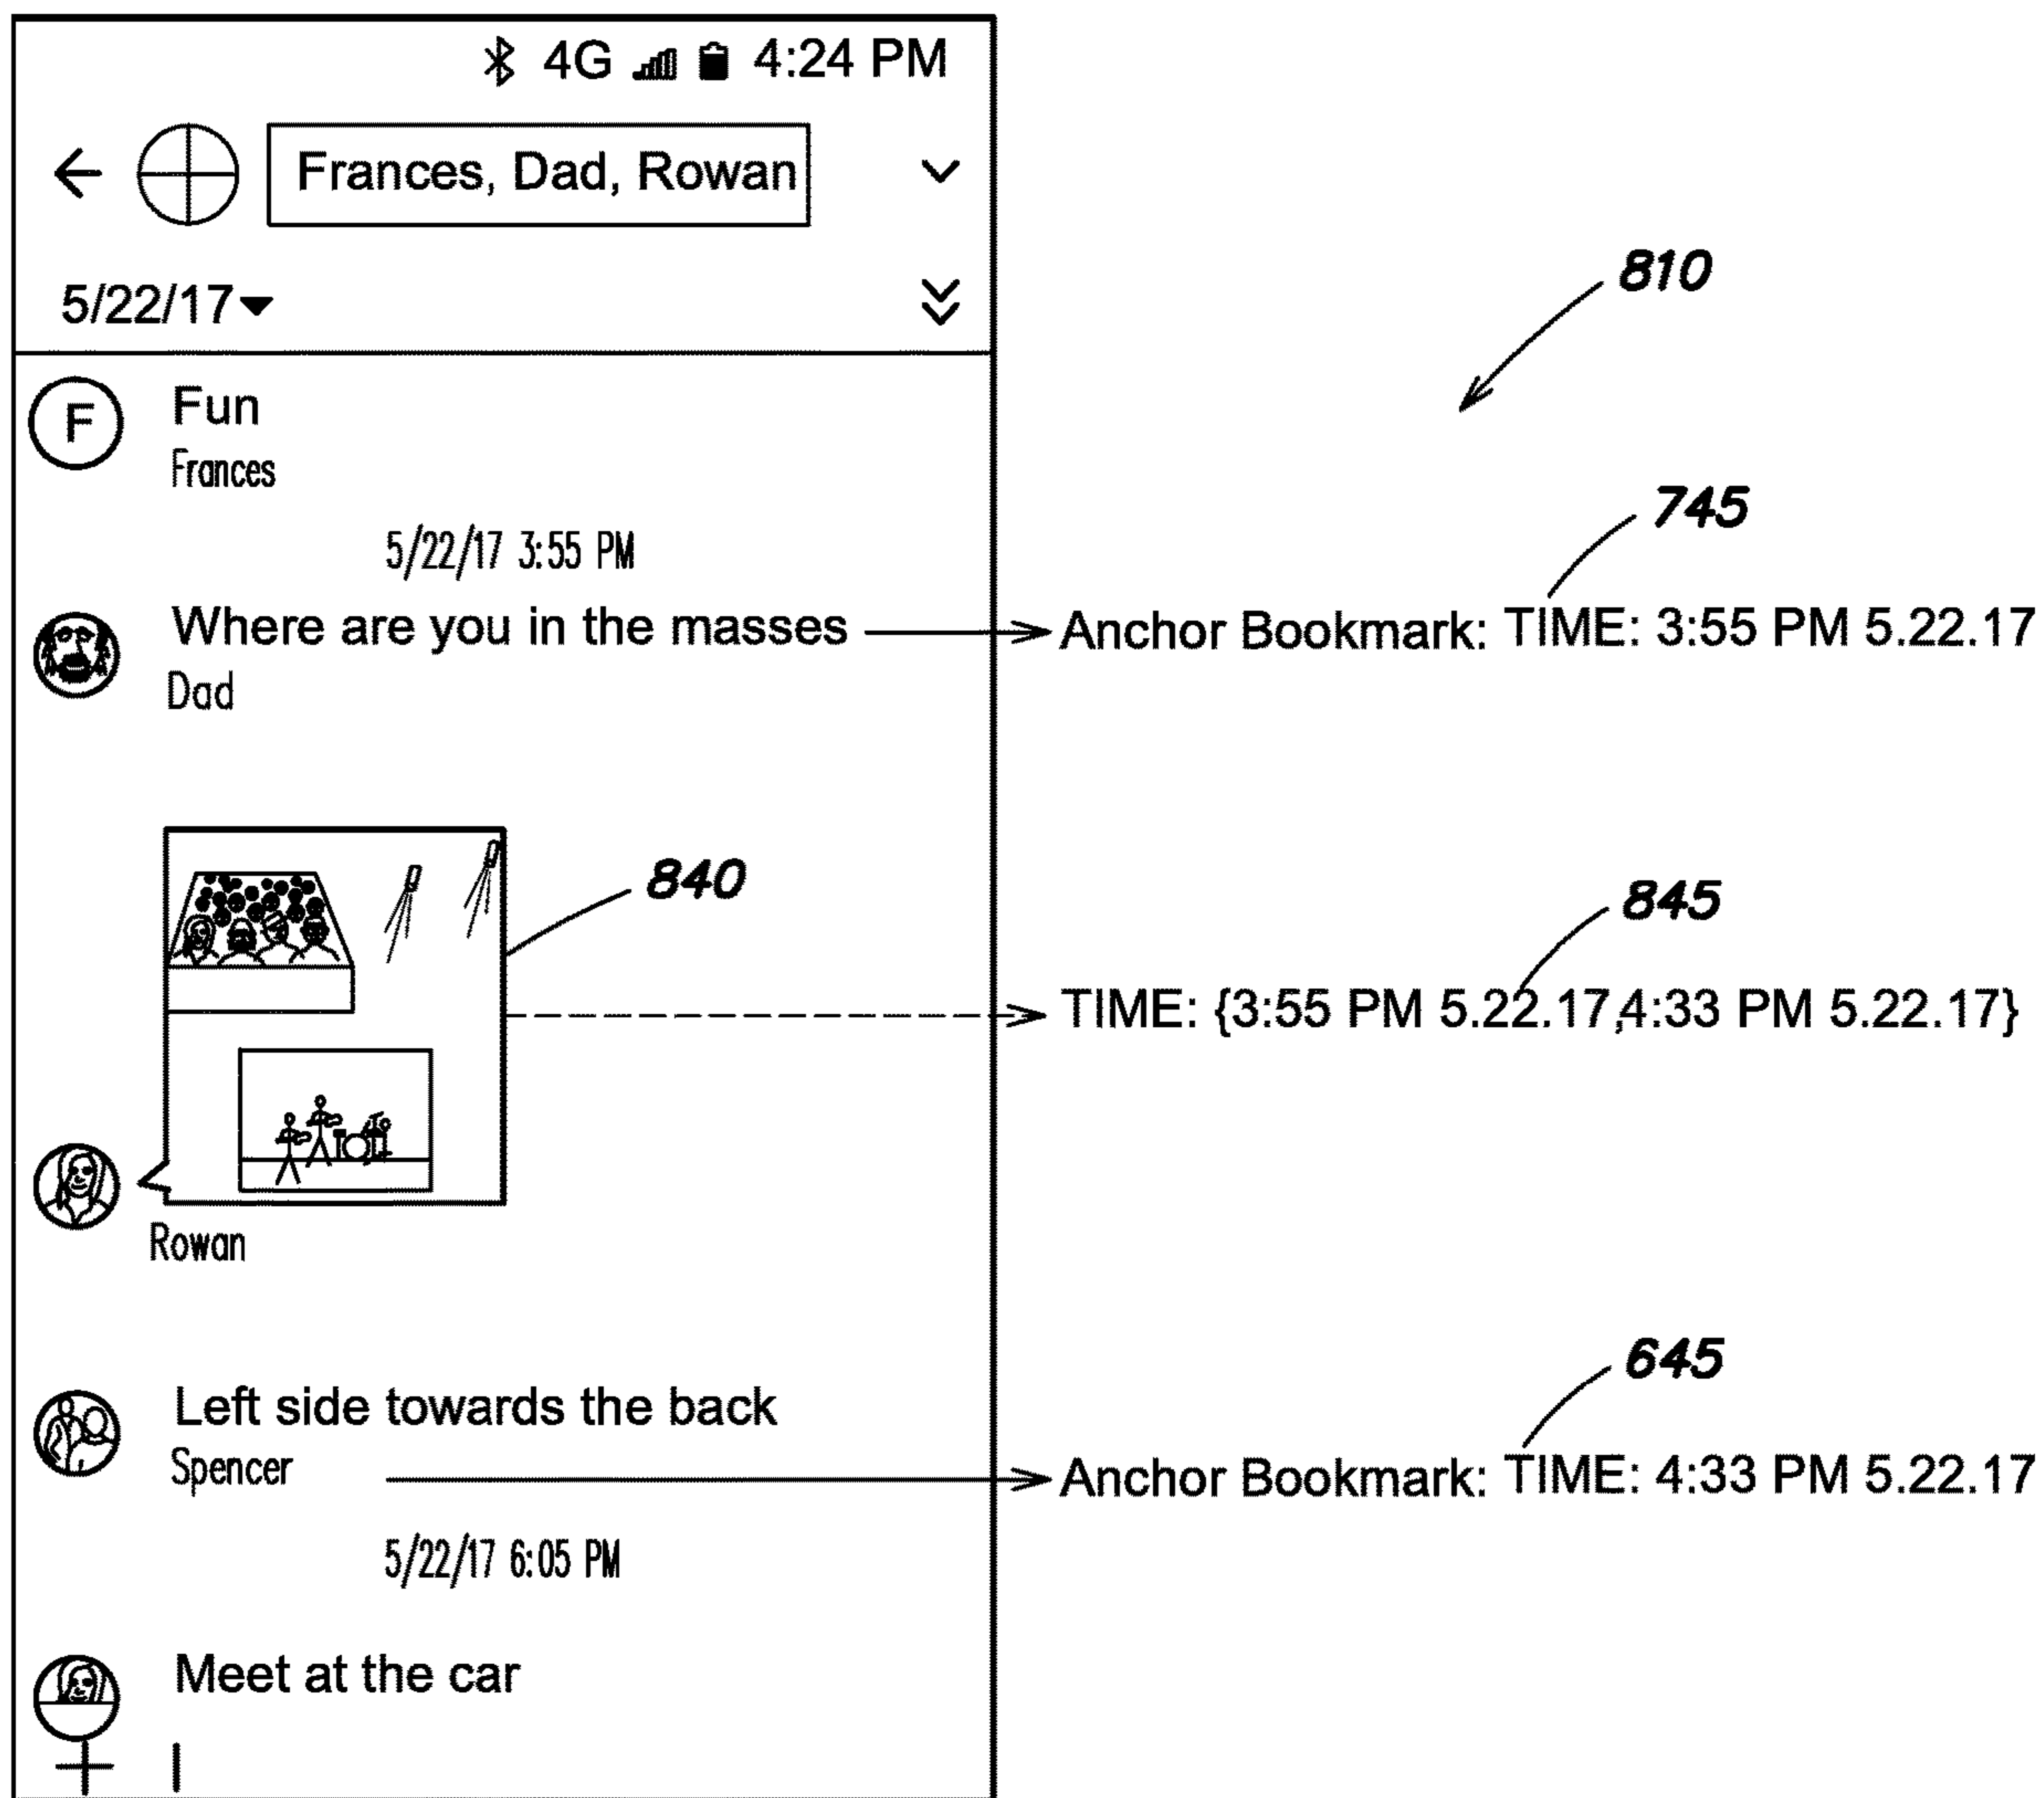 4G 4:24 PM
Frances, Dad, Rowan
5/22/17
810
F Fun
Frances
745
5/22/17 3:55 PM
Where are you in the masses Anchor Bookmark: TIME: 3:55 PM 5.22.17
Dad
840
845
TIME: {3:55 PM 5.22.17,4:33 PM 5.22.17}
Rowan
645
Left side towards the back
Spencer Anchor Bookmark: TIME: 4:33 PM 5.22.17
5/22/17 6:05 PM
Meet at the car